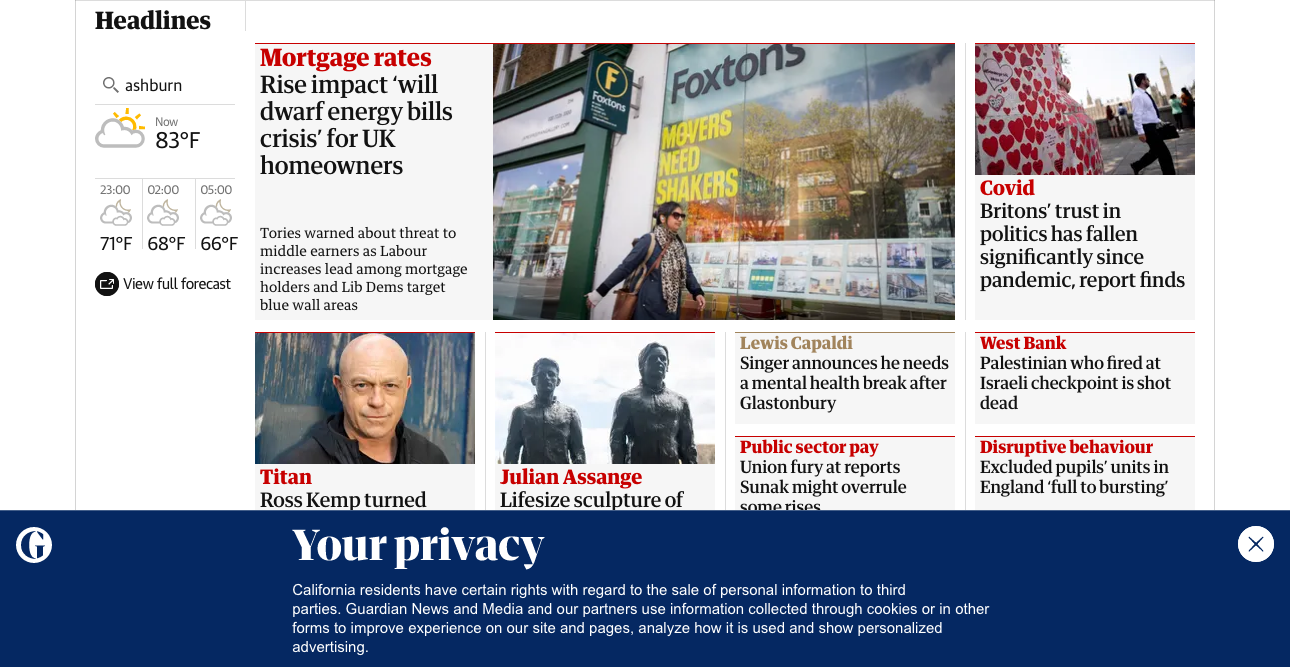 Headlines
ashburn
Now
83°F
23:00
02:00
05:00
71°F
68°F
66°F
View full forecast
Mortgage rates
Rise impact ‘will
dwarf energy bills
crisis’ for UK
homeowners
Tories warned about threat to
middle earners as Labour
increases lead among mortgage
holders and Lib Dems target
blue wall areas
Foxtons
Foxtons
MOVERS
NEED
SHAKERS
Covid
Britons’ trust in
politics has fallen
significantly since
pandemic, report finds
Titan
Ross Kemp turned
Julian Assange
Lifesize sculpture of
Lewis Capaldi
Singer announces he needs
a mental health break after
Glastonbury
Public sector pay
Union fury at reports
Sunak might overrule
some rises
West Bank
Palestinian who fired at
Israeli checkpoint is shot
dead
Disruptive behaviour
Excluded pupils’ units in
England ‘full to bursting’
Your privacy
California residents have certain rights with regard to the sale of personal information to third
parties. Guardian News and Media and our partners use information collected through cookies or in other
forms to improve experience on our site and pages, analyze how it is used and show personalized
advertising.